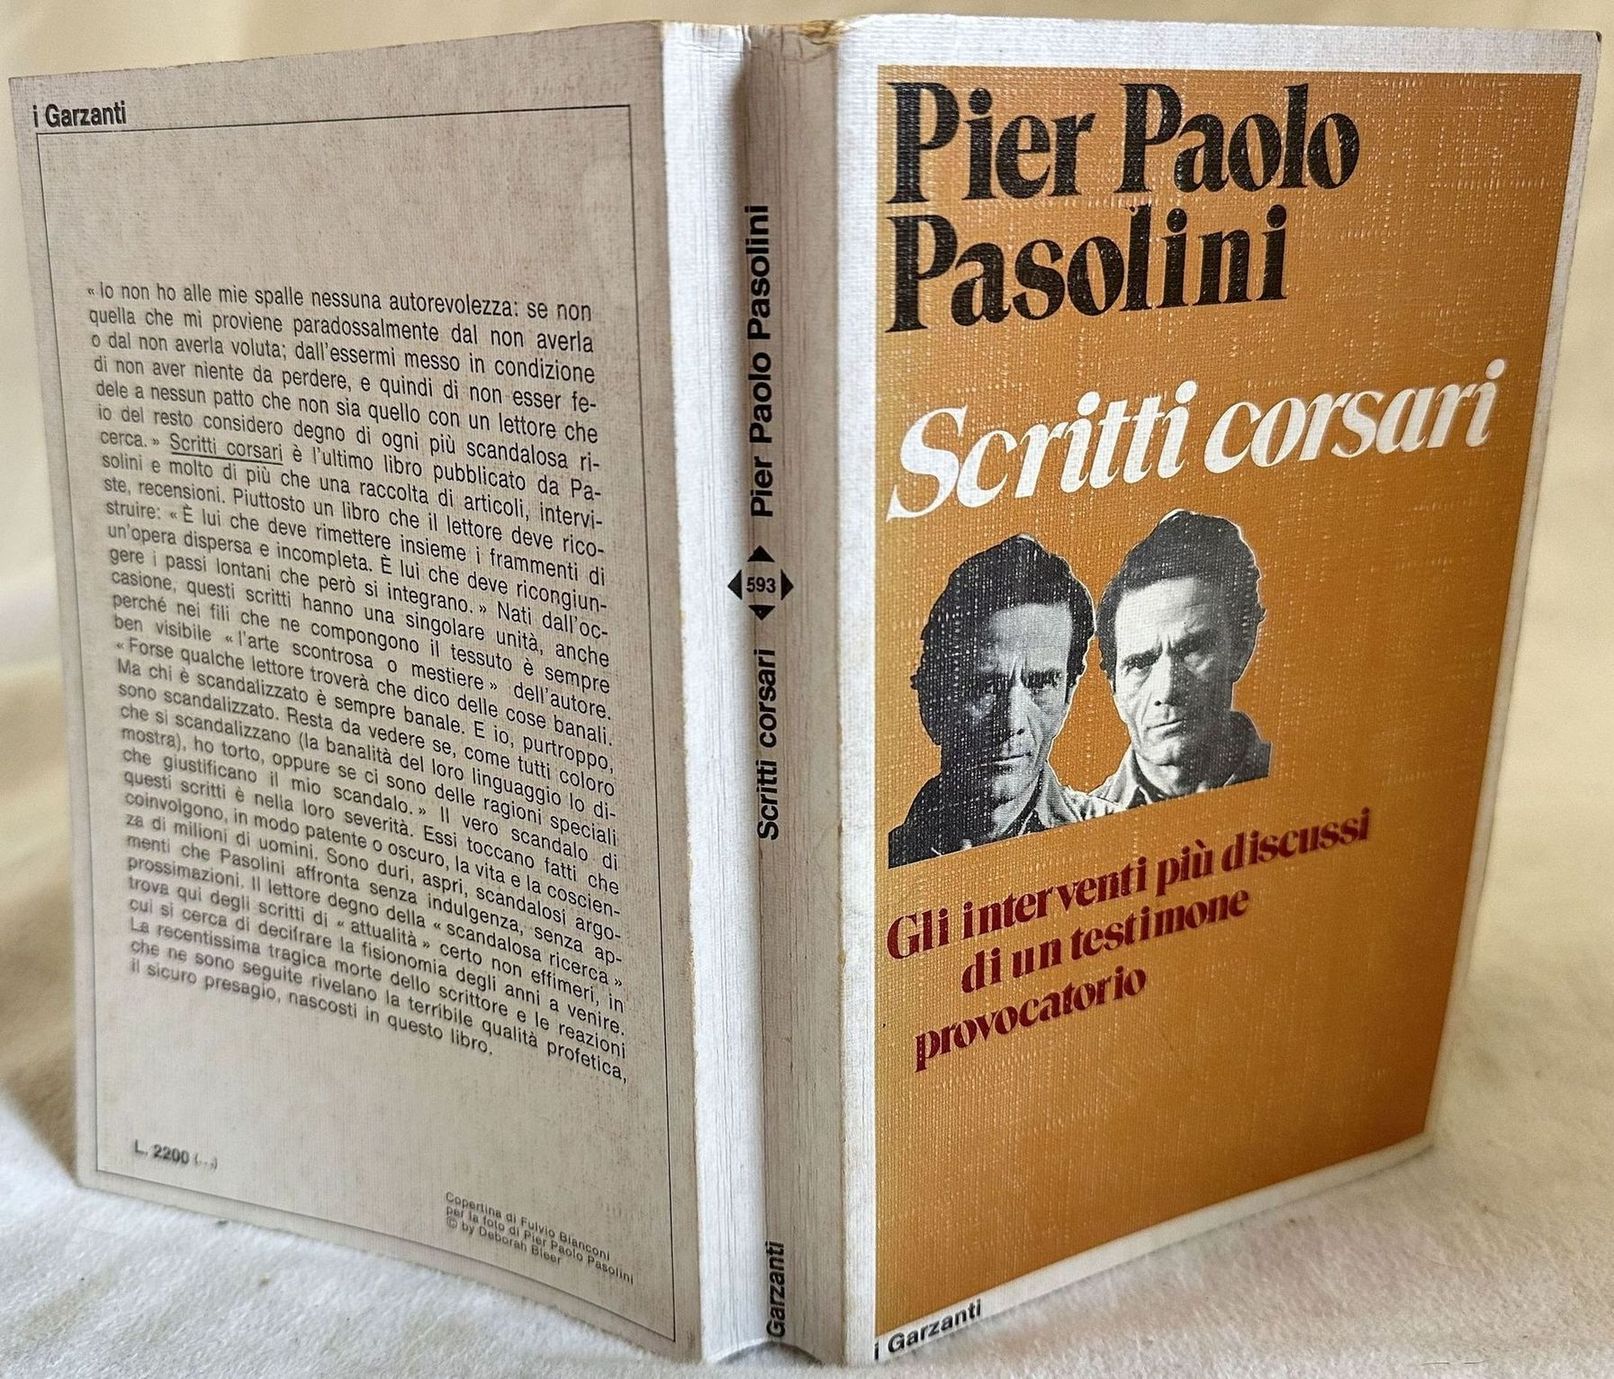 i Garzanti
« Io non ho alle mie spalle nessuna autorevolezza: se non
quella che mi proviene paradossalmente dal non averla
o dal non averla voluta; dall'essermi messo in condizione
di non aver niente da perdere, e quindi di non esser fe-
dele a nessun patto che non sia quello con un lettore che
io del resto considero degno di ogni più scandalosa ri-
cerca. » Scritti corsari è l'ultimo libro pubblicato da Pa-
solini e molto di più che una raccolta di articoli, intervi-
ste, recensioni. Piuttosto un libro che il lettore deve rico-
struire: « È lui che deve rimettere insieme i frammenti di
un'opera dispersa e incompleta. È lui che deve ricongiun-
gere i passi lontani che però si integrano. » Nati dall'oc-
casione, questi scritti hanno una singolare unità, anche
perché nei fili che ne compongono il tessuto è sempre
ben visibile « l'arte scontrosa o mestiere » dell'autore.
« Forse qualche lettore troverà che dico delle cose banali.
Ma chi è scandalizzato è sempre banale. E io, purtroppo,
sono scandalizzato. Resta da vedere se, come tutti coloro
che si scandalizzano (la banalità del loro linguaggio lo di-
mostra), ho torto, oppure se ci sono delle ragioni speciali
che giustificano il mio scandalo. » Il vero scandalo di
questi scritti è nella loro severità. Essi toccano fatti che
coinvolgono, in modo patente o oscuro, la vita e la coscien-
za di milioni di uomini. Sono duri, aspri, scandalosi argo-
menti che Pasolini affronta senza indulgenza, senza ap-
prossimazioni. Il lettore degno della « scandalosa ricerca »
trova qui degli scritti di « attualità » certo non effimeri, in
cui si cerca di decifrare la fisionomia degli anni a venire.
La recentissima tragica morte dello scrittore e le reazioni
che ne sono seguite rivelano la terribile qualità profetica,
il sicuro presagio, nascosti in questo libro.
L. 2200
Copertina di Fulvio Bianconi
per la foto di Pier Paolo Pasolini
© by Deborah Bieer
Pier Paolo Pasolini
593
Scritti corsari
Garzanti
Pier Paolo
Pasolini
Scritti corsari
Gli interventi più discussi
di un testimone
provocatorio
i Garzanti